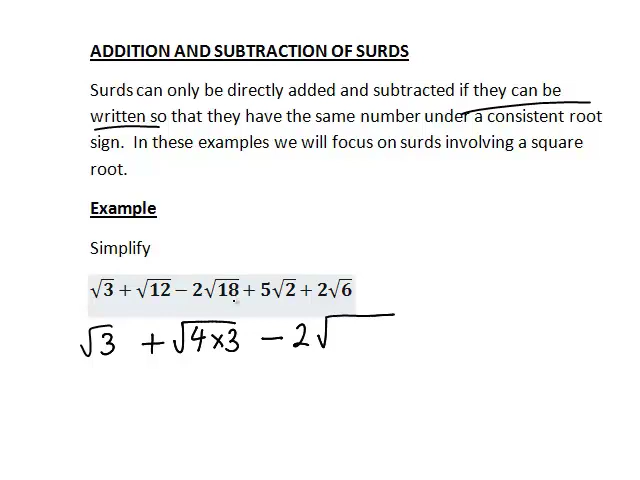 ADDITION AND SUBTRACTION OF SURDS
Surds can only be directly added and subtracted if they can be
written so that they have the same number under a consistent root
sign.  In these examples we will focus on surds involving a square
root.
Example
Simplify
√3 + √12 − 2√18 + 5√2 + 2√6
√3 + √4×3 − 2√